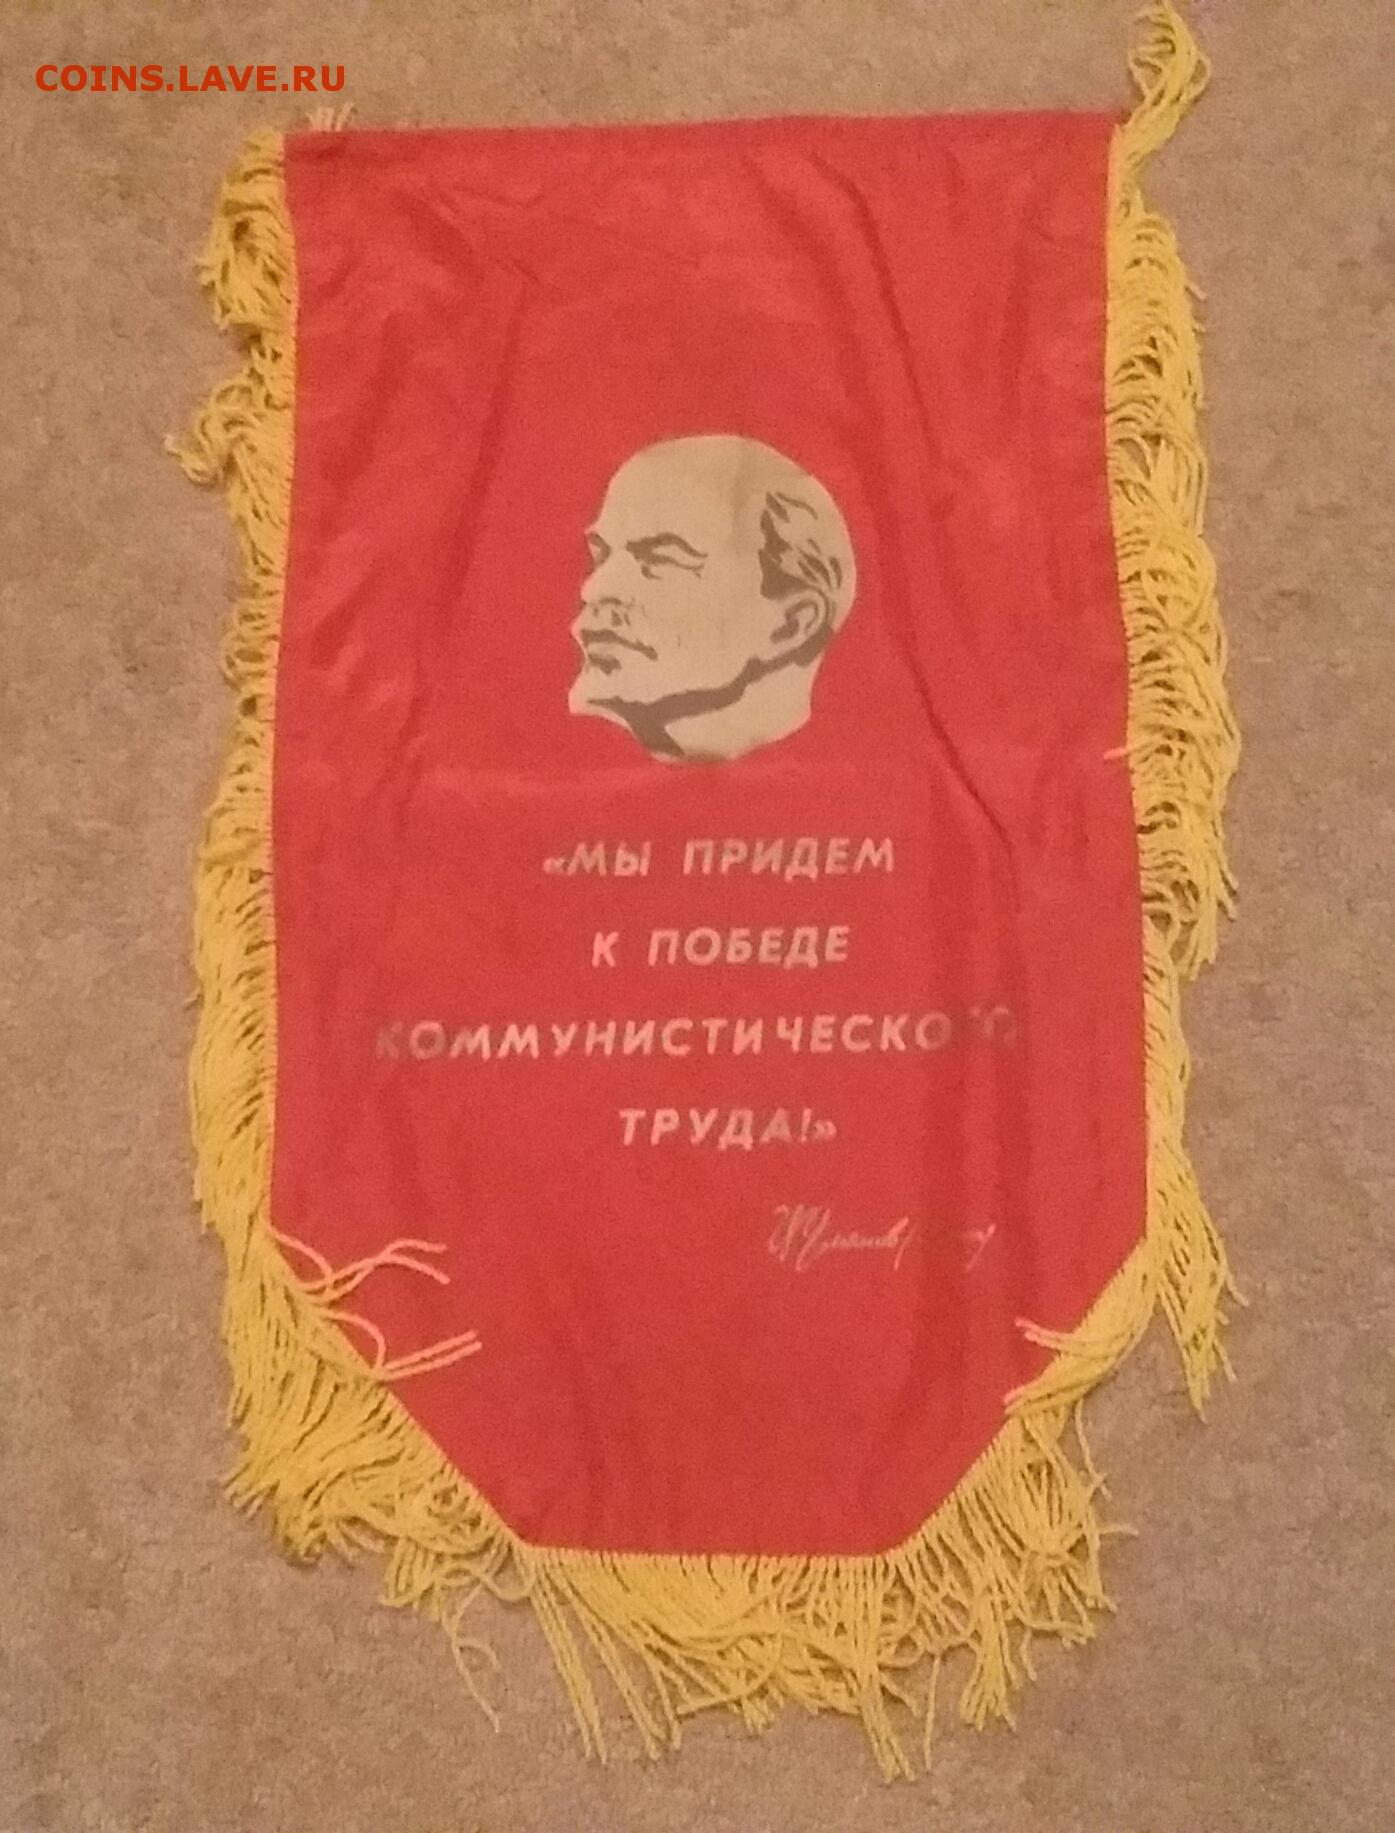 COINS.LAVE.RU
«МЫ ПРИДЕМ
К ПОБЕДЕ
КОММУНИСТИЧЕСКОГО
ТРУДА!»